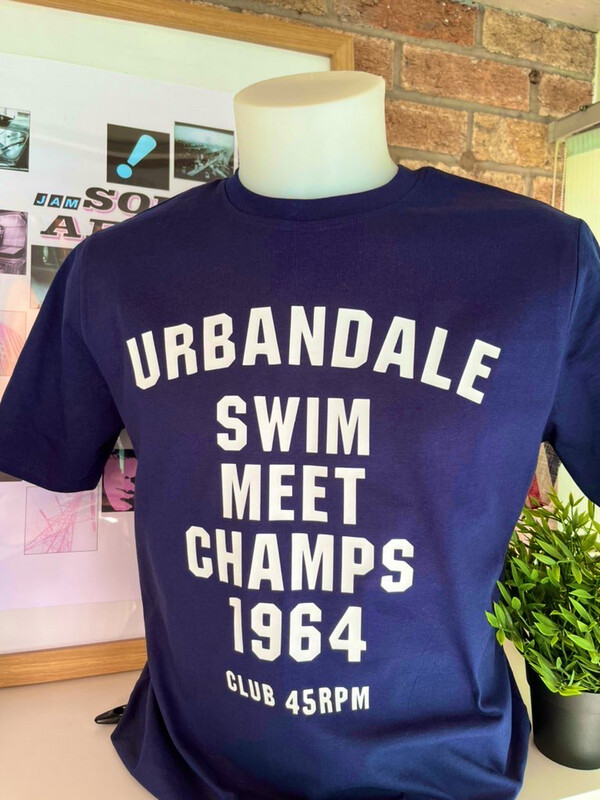 JAM
URBANDALE
SWIM
MEET
CHAMPS
1964
CLUB 45RPM